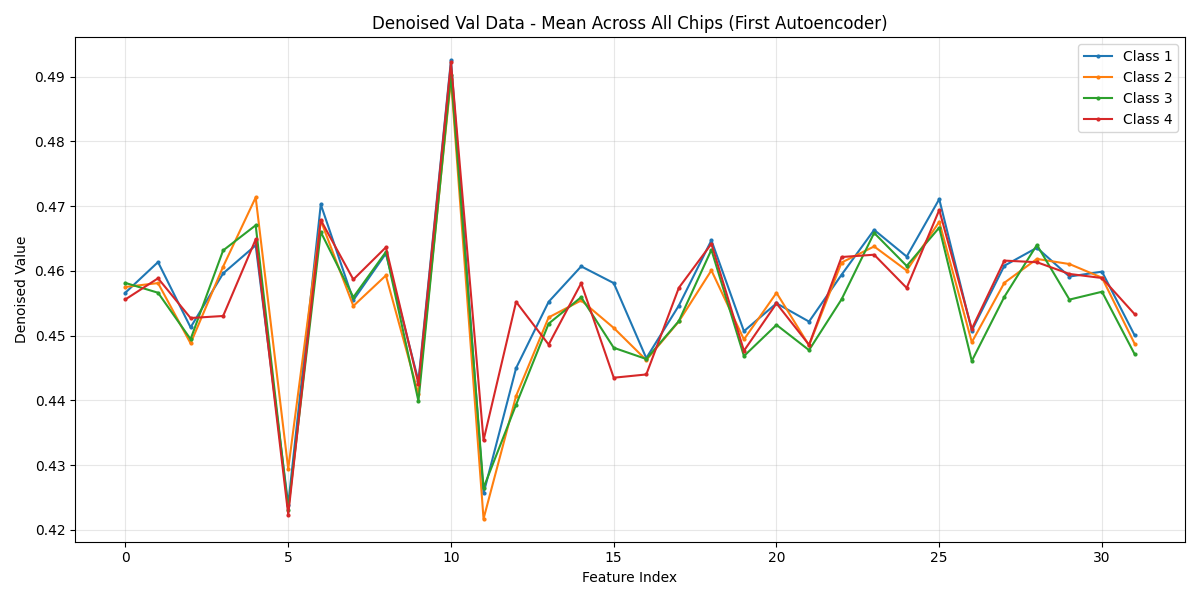 Denoised Val Data - Mean Across All Chips (First Autoencoder)
Class 1
Class 2
Class 3
Class 4
Denoised Value
0.49
0.48
0.47
0.46
0.45
0.44
0.43
0.42
0 5 10 15 20 25 30
Feature Index